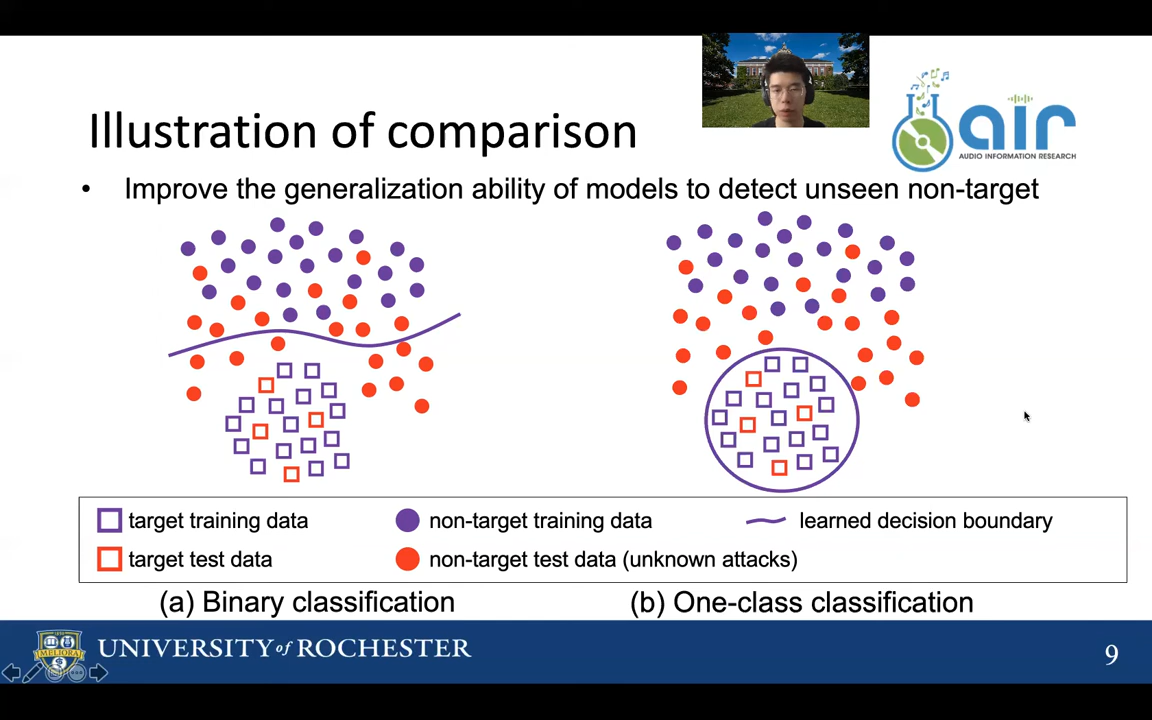 Illustration of comparison
air
AUDIO INFORMATION RESEARCH
• Improve the generalization ability of models to detect unseen non-target
target training data
non-target training data
learned decision boundary
target test data
non-target test data (unknown attacks)
(a) Binary classification
(b) One-class classification
MELIORA
UNIVERSITY of ROCHESTER
9